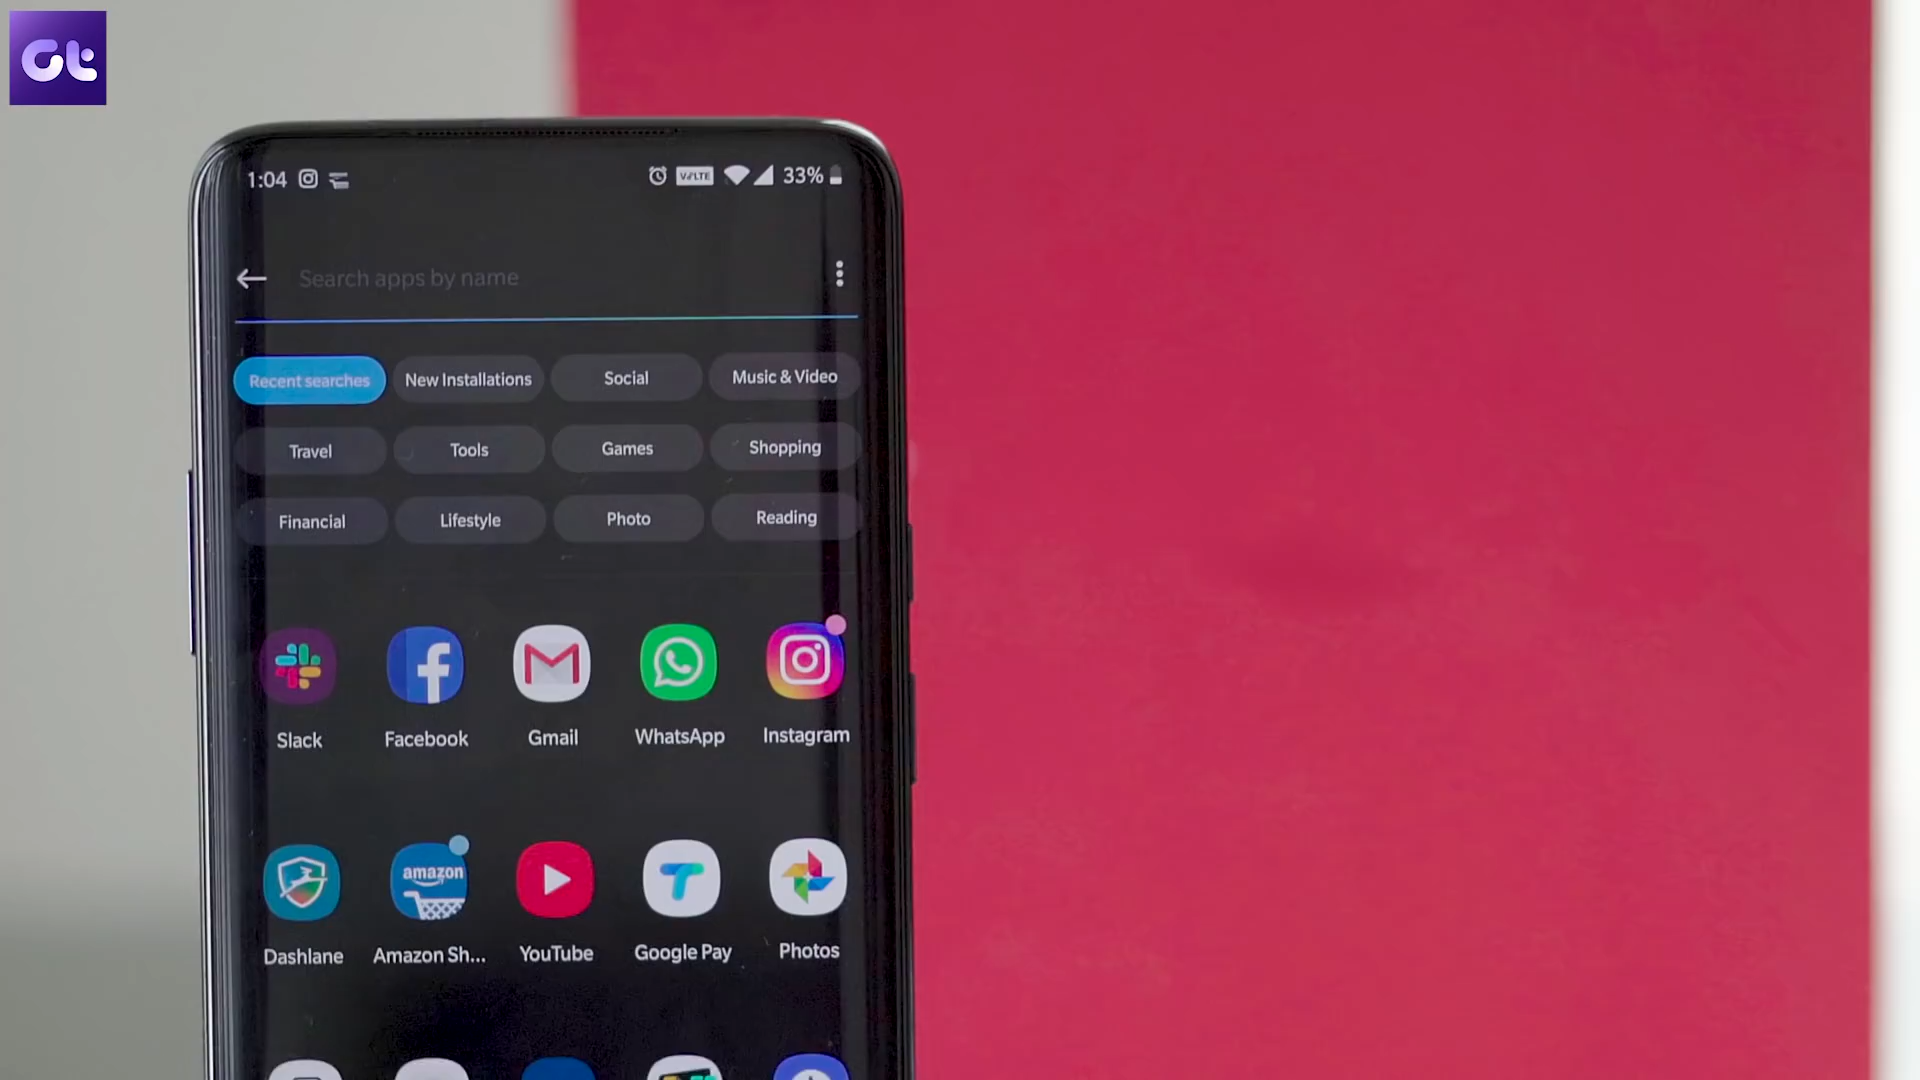 Gt
1:04 VoLTE 33%
Search apps by name
Recent searches New Installations Social Music & Video
Travel Tools Games Shopping
Financial Lifestyle Photo Reading
Slack Facebook Gmail WhatsApp Instagram
amazon
Dashlane Amazon Sh... YouTube Google Pay Photos